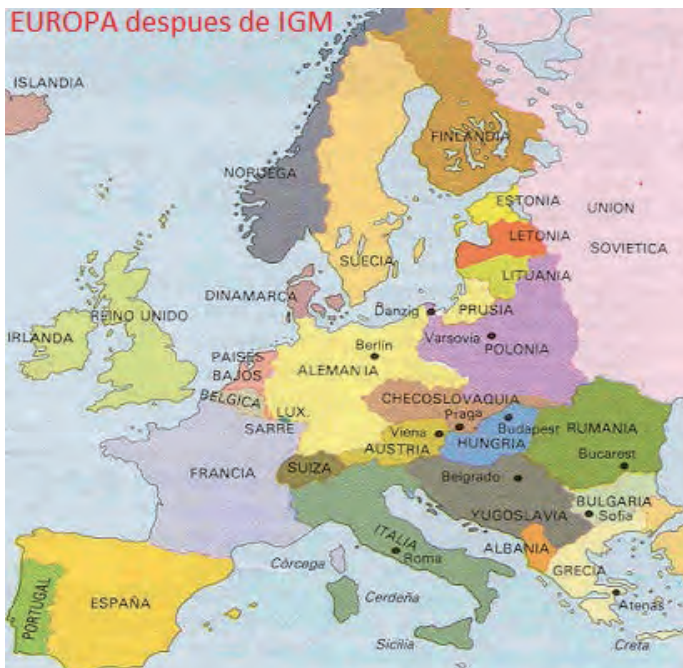 EUROPA despues de IGM
ISLANDIA
FINLANDIA
NORUEGA
ESTONIA
UNION
SOVIETICA
LETONIA
SUECIA
LITUANIA
DINAMARCA
PRUSIA
Danzig
REINO UNIDO
IRLANDA
Varsovia
POLONIA
Berlín
PAISES
BAJOS
ALEMANIA
BELGICA
LUX.
SARRE
CHECOSLOVAQUIA
Praga
Viena
Budapest
RUMANIA
AUSTRIA
HUNGRIA
SUIZA
FRANCIA
Bucarest
Belgrado
BULGARIA
YUGOSLAVIA
Sofia
ITALIA
Roma
ALBANIA
GRECIA
Córcega
PORTUGAL
ESPAÑA
Cerdeña
Atenas
Sicilia
Creta